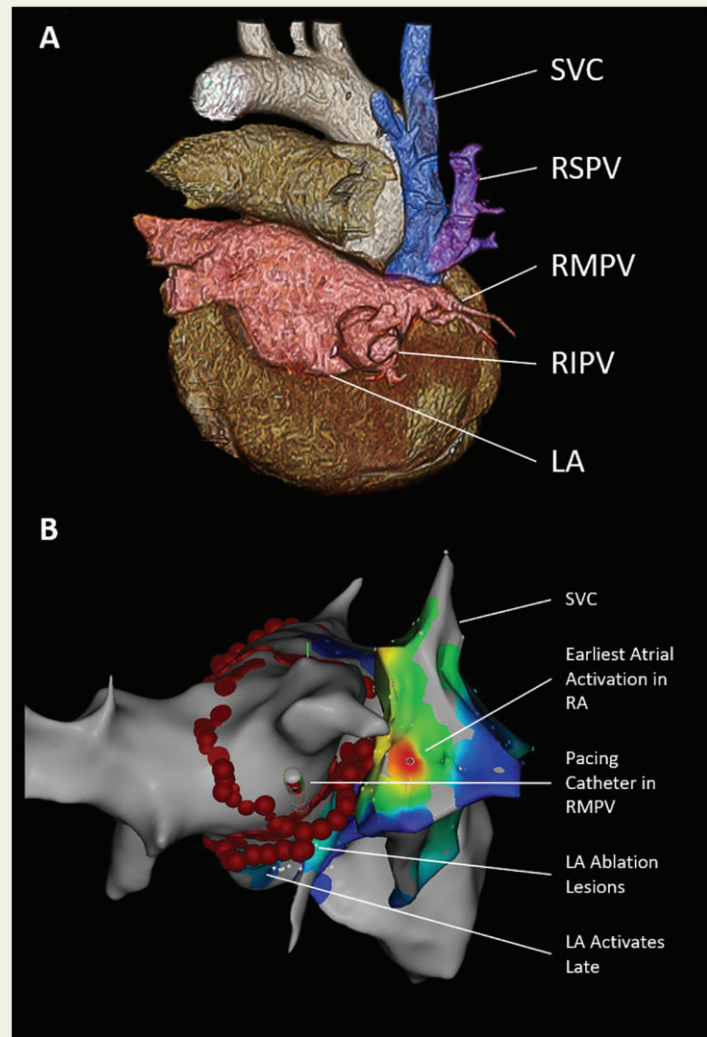 A
SVC
RSPV
RMPV
RIPV
LA
B
SVC
Earliest Atrial
Activation in
RA
Pacing
Catheter in
RMPV
LA Ablation
Lesions
LA Activates
Late